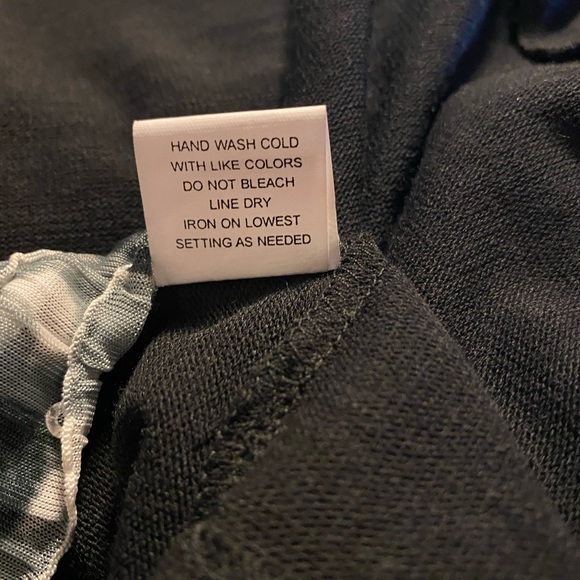 HAND WASH COLD
WITH LIKE COLORS
DO NOT BLEACH
LINE DRY
IRON ON LOWEST
SETTING AS NEEDED